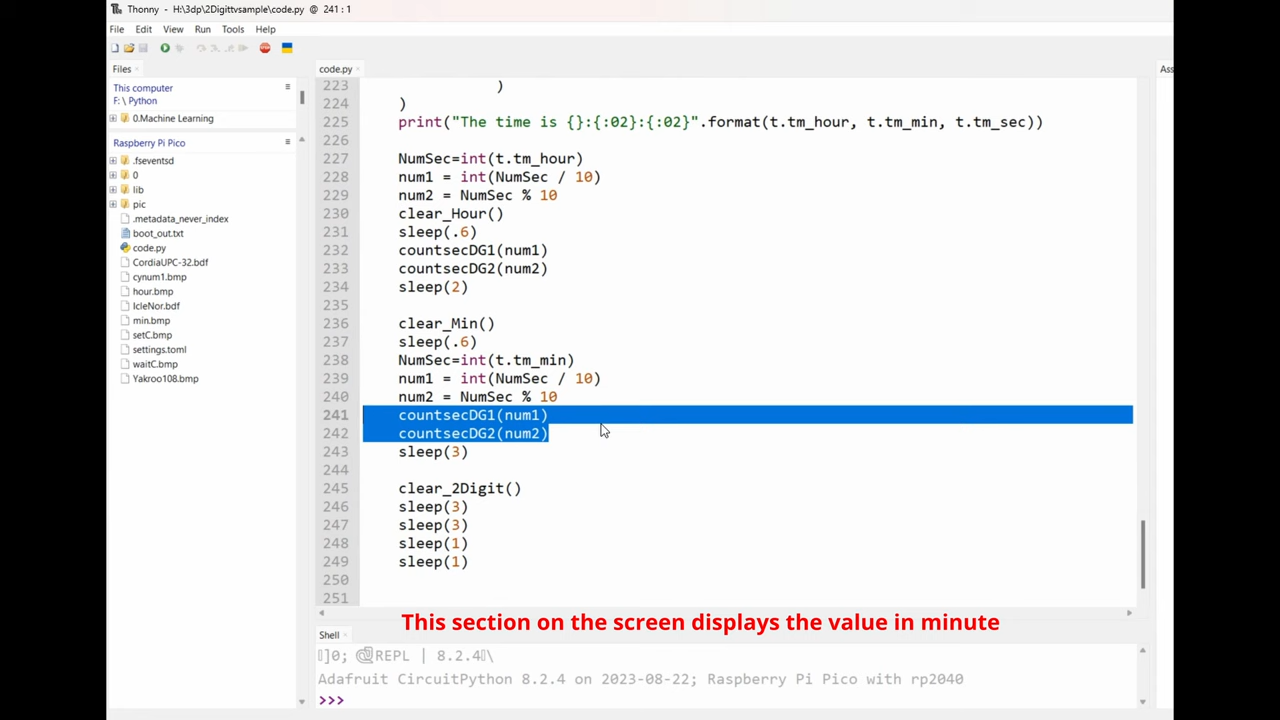 Thonny - H:\3dp\2Digittvsample\code.py @ 241 : 1
File Edit View Run Tools Help
Files
This computer
F: \ Python
0.Machine Learning
Raspberry Pi Pico
.fseventsd
0
lib
pic
.metadata_never_index
boot_out.txt
code.py
CordiaUPC-32.bdf
cynum1.bmp
hour.bmp
IcleNor.bdf
min.bmp
setC.bmp
settings.toml
waitC.bmp
Yakroo108.bmp
code.py
Ass
223 )
224 )
225 print("The time is {}:{:02}:{:02}".format(t.tm_hour, t.tm_min, t.tm_sec))
226
227 NumSec=int(t.tm_hour)
228 num1 = int(NumSec / 10)
229 num2 = NumSec % 10
230 clear_Hour()
231 sleep(.6)
232 countsecDG1(num1)
233 countsecDG2(num2)
234 sleep(2)
235
236 clear_Min()
237 sleep(.6)
238 NumSec=int(t.tm_min)
239 num1 = int(NumSec / 10)
240 num2 = NumSec % 10
241 countsecDG1(num1)
242 countsecDG2(num2)
243 sleep(3)
244
245 clear_2Digit()
246 sleep(3)
247 sleep(3)
248 sleep(1)
249 sleep(1)
250
251
This section on the screen displays the value in minute
Shell
]0; REPL | 8.2.4 \
Adafruit CircuitPython 8.2.4 on 2023-08-22; Raspberry Pi Pico with rp2040
>>>